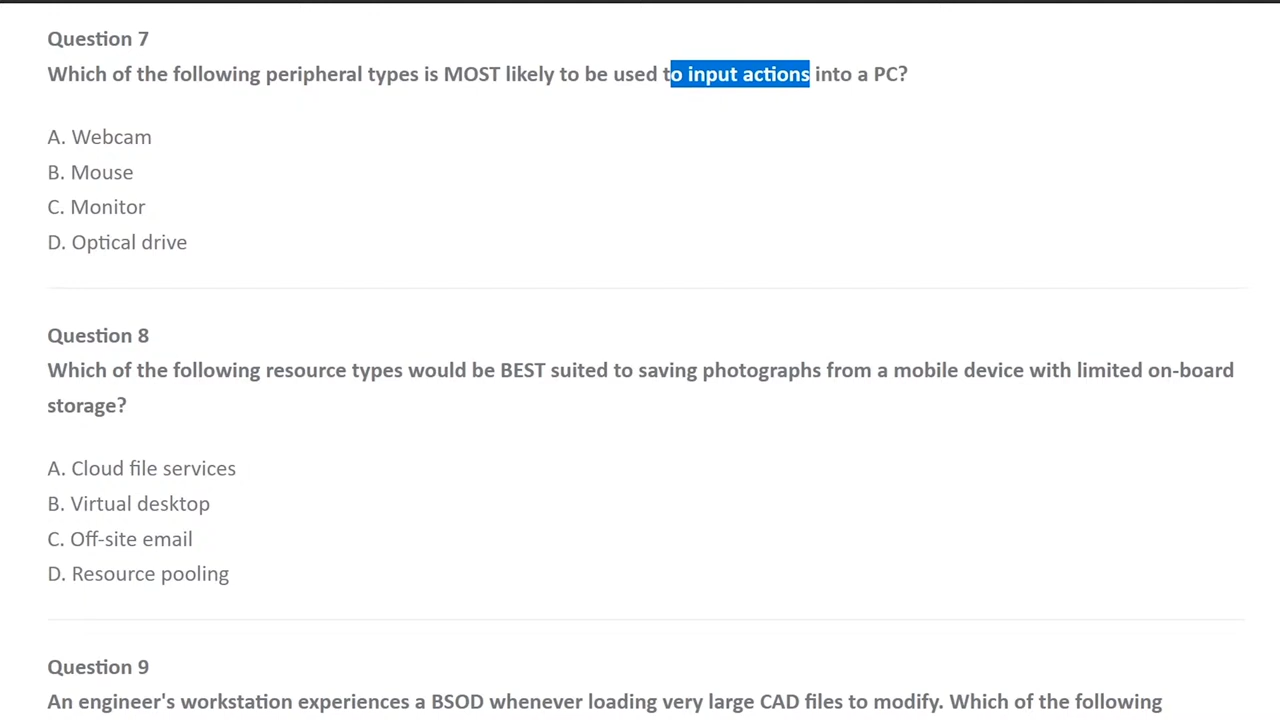 Question 7
Which of the following peripheral types is MOST likely to be used to input actions into a PC?
A. Webcam
B. Mouse
C. Monitor
D. Optical drive
Question 8
Which of the following resource types would be BEST suited to saving photographs from a mobile device with limited on-board
storage?
A. Cloud file services
B. Virtual desktop
C. Off-site email
D. Resource pooling
Question 9
An engineer's workstation experiences a BSOD whenever loading very large CAD files to modify. Which of the following